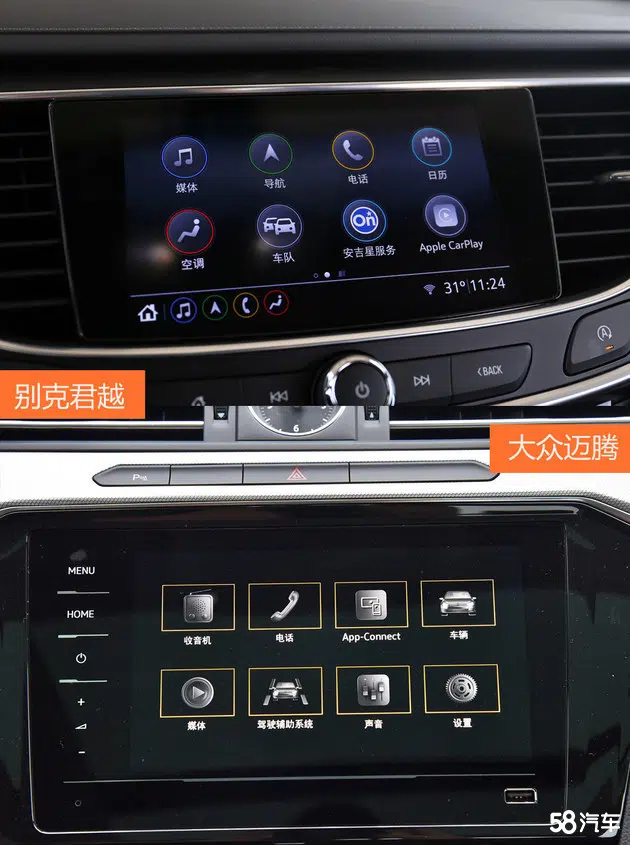 媒体
导航
电话
日历
空调
车队
On
安吉星服务
Apple CarPlay
31° 11:24
BACK
别克君越
6
大众迈腾
MENU
HOME
收音机
电话
App-Connect
车辆
媒体
驾驶辅助系统
声音
设置
+
-
58汽车